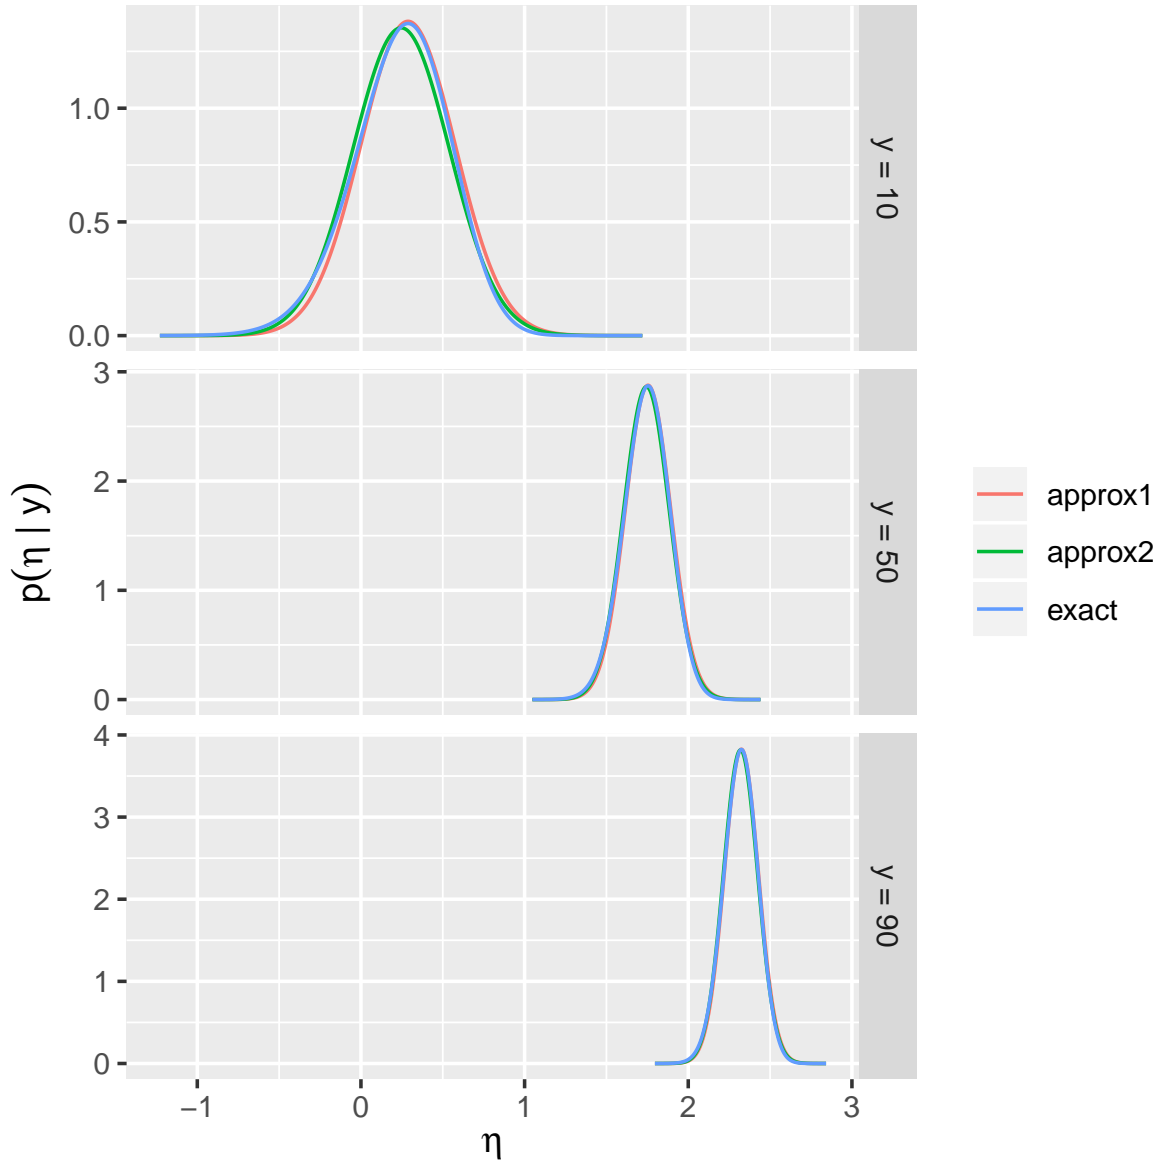 p(η | y)
1.0
0.5
0.0
y = 10
3
2
1
0
y = 50
4
3
2
1
0
y = 90
−1 0 1 2 3
η
approx1
approx2
exact